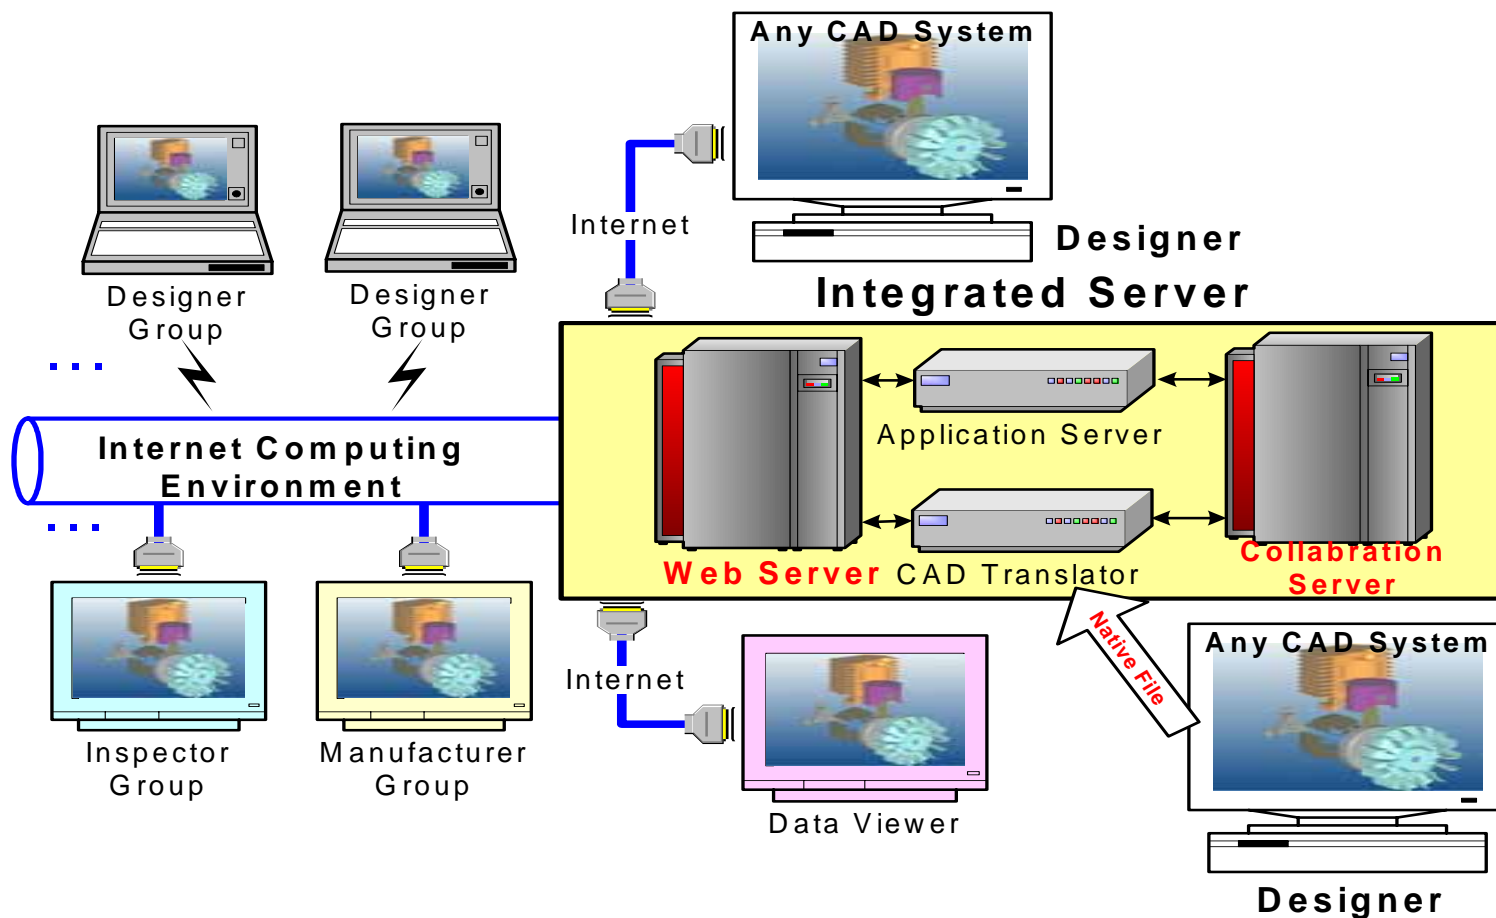 Any CAD System
Internet
Designer
Designer
Group
Designer
Group
Integrated Server
...
Internet Computing
Environment
...
Application Server
Web Server
CAD Translator
Collabration
Server
Native File
Any CAD System
Internet
Inspector
Group
Manufacturer
Group
Data Viewer
Designer